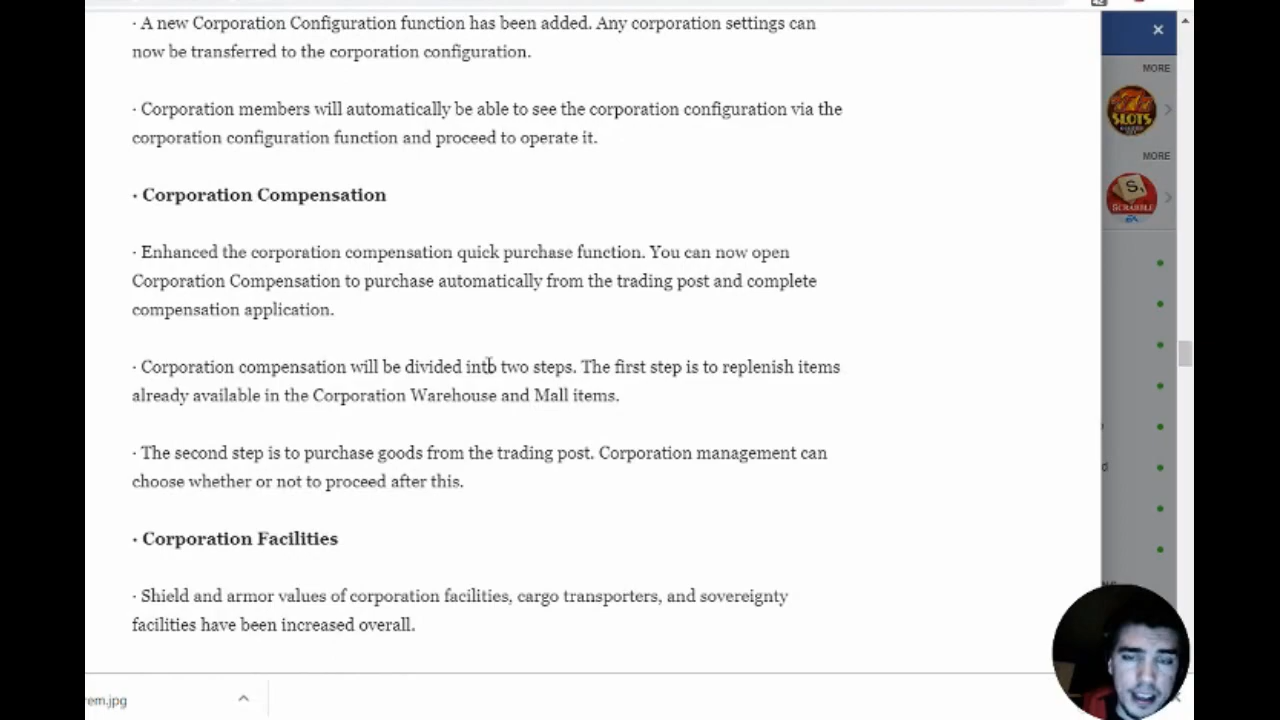 · A new Corporation Configuration function has been added. Any corporation settings can
now be transferred to the corporation configuration.
· Corporation members will automatically be able to see the corporation configuration via the
corporation configuration function and proceed to operate it.
· Corporation Compensation
· Enhanced the corporation compensation quick purchase function. You can now open
Corporation Compensation to purchase automatically from the trading post and complete
compensation application.
· Corporation compensation will be divided into two steps. The first step is to replenish items
already available in the Corporation Warehouse and Mall items.
· The second step is to purchase goods from the trading post. Corporation management can
choose whether or not to proceed after this.
· Corporation Facilities
· Shield and armor values of corporation facilities, cargo transporters, and sovereignty
facilities have been increased overall.
MORE
SLOTS
MORE
S
SCRABBLE
EA
d
rem.jpg